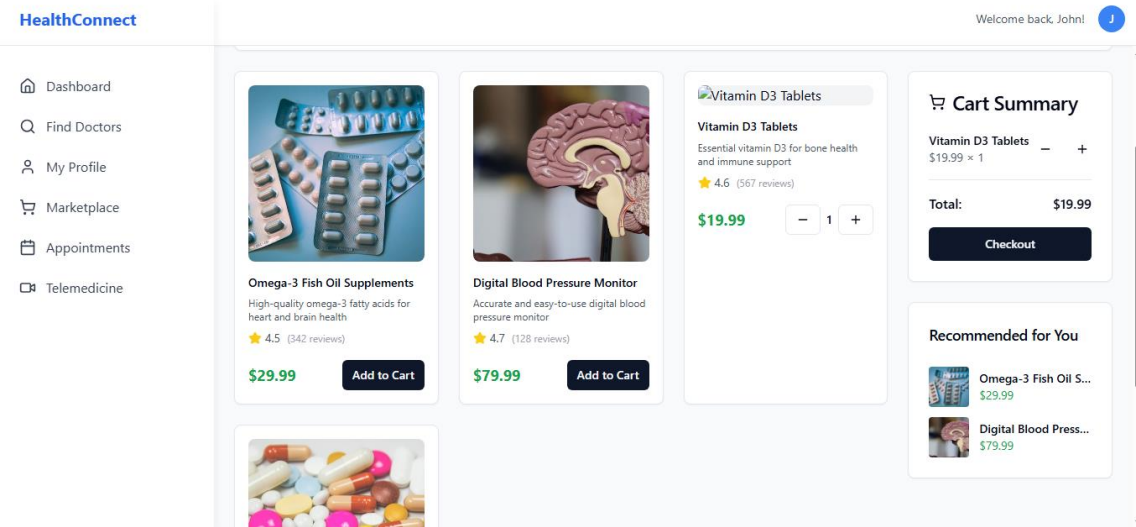 HealthConnect
Welcome back, John!
J
Dashboard
Find Doctors
My Profile
Marketplace
Appointments
Telemedicine
Omega-3 Fish Oil Supplements
High-quality omega-3 fatty acids for
heart and brain health
4.5 (342 reviews)
$29.99
Add to Cart
Digital Blood Pressure Monitor
Accurate and easy-to-use digital blood
pressure monitor
4.7 (128 reviews)
$79.99
Add to Cart
Vitamin D3 Tablets
Vitamin D3 Tablets
Essential vitamin D3 for bone health
and immune support
4.6 (567 reviews)
$19.99
− 1 +
Cart Summary
Vitamin D3 Tablets − +
$19.99 × 1
Total: $19.99
Checkout
Recommended for You
Omega-3 Fish Oil S...
$29.99
Digital Blood Press...
$79.99